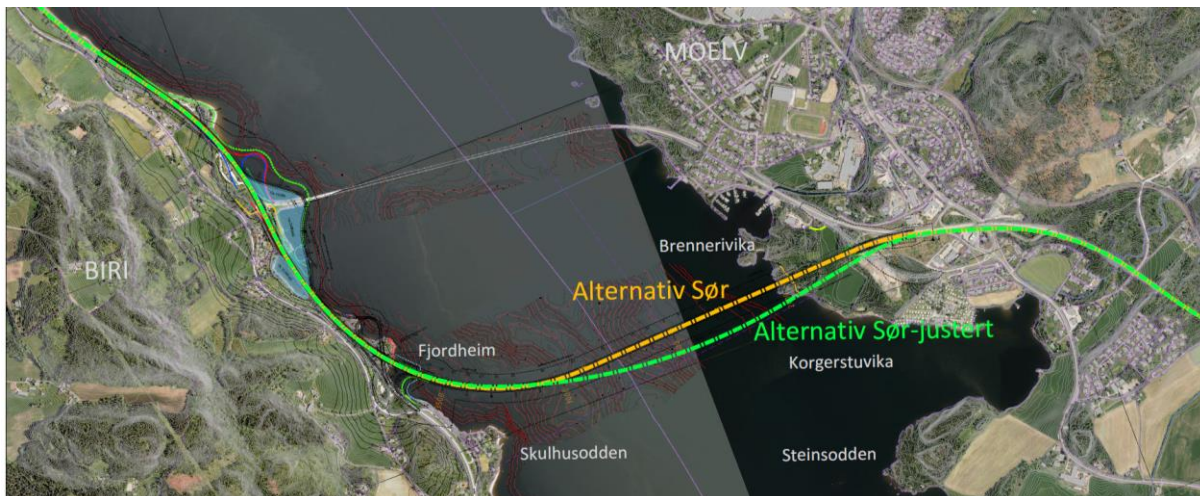 MOELV
Brennerivika
BIRI
Alternativ Sør
Alternativ Sør-justert
Fjordheim
Korgerstuvika
Skulhusodden
Steinsodden